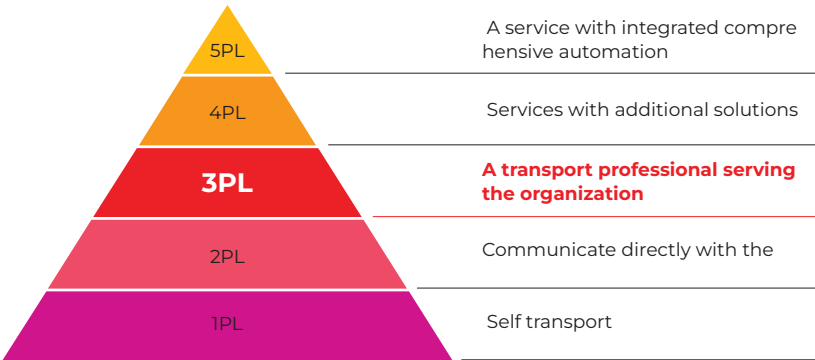 5PL
A service with integrated compre
hensive automation
4PL
Services with additional solutions
3PL
A transport professional serving
the organization
2PL
Communicate directly with the
1PL
Self transport